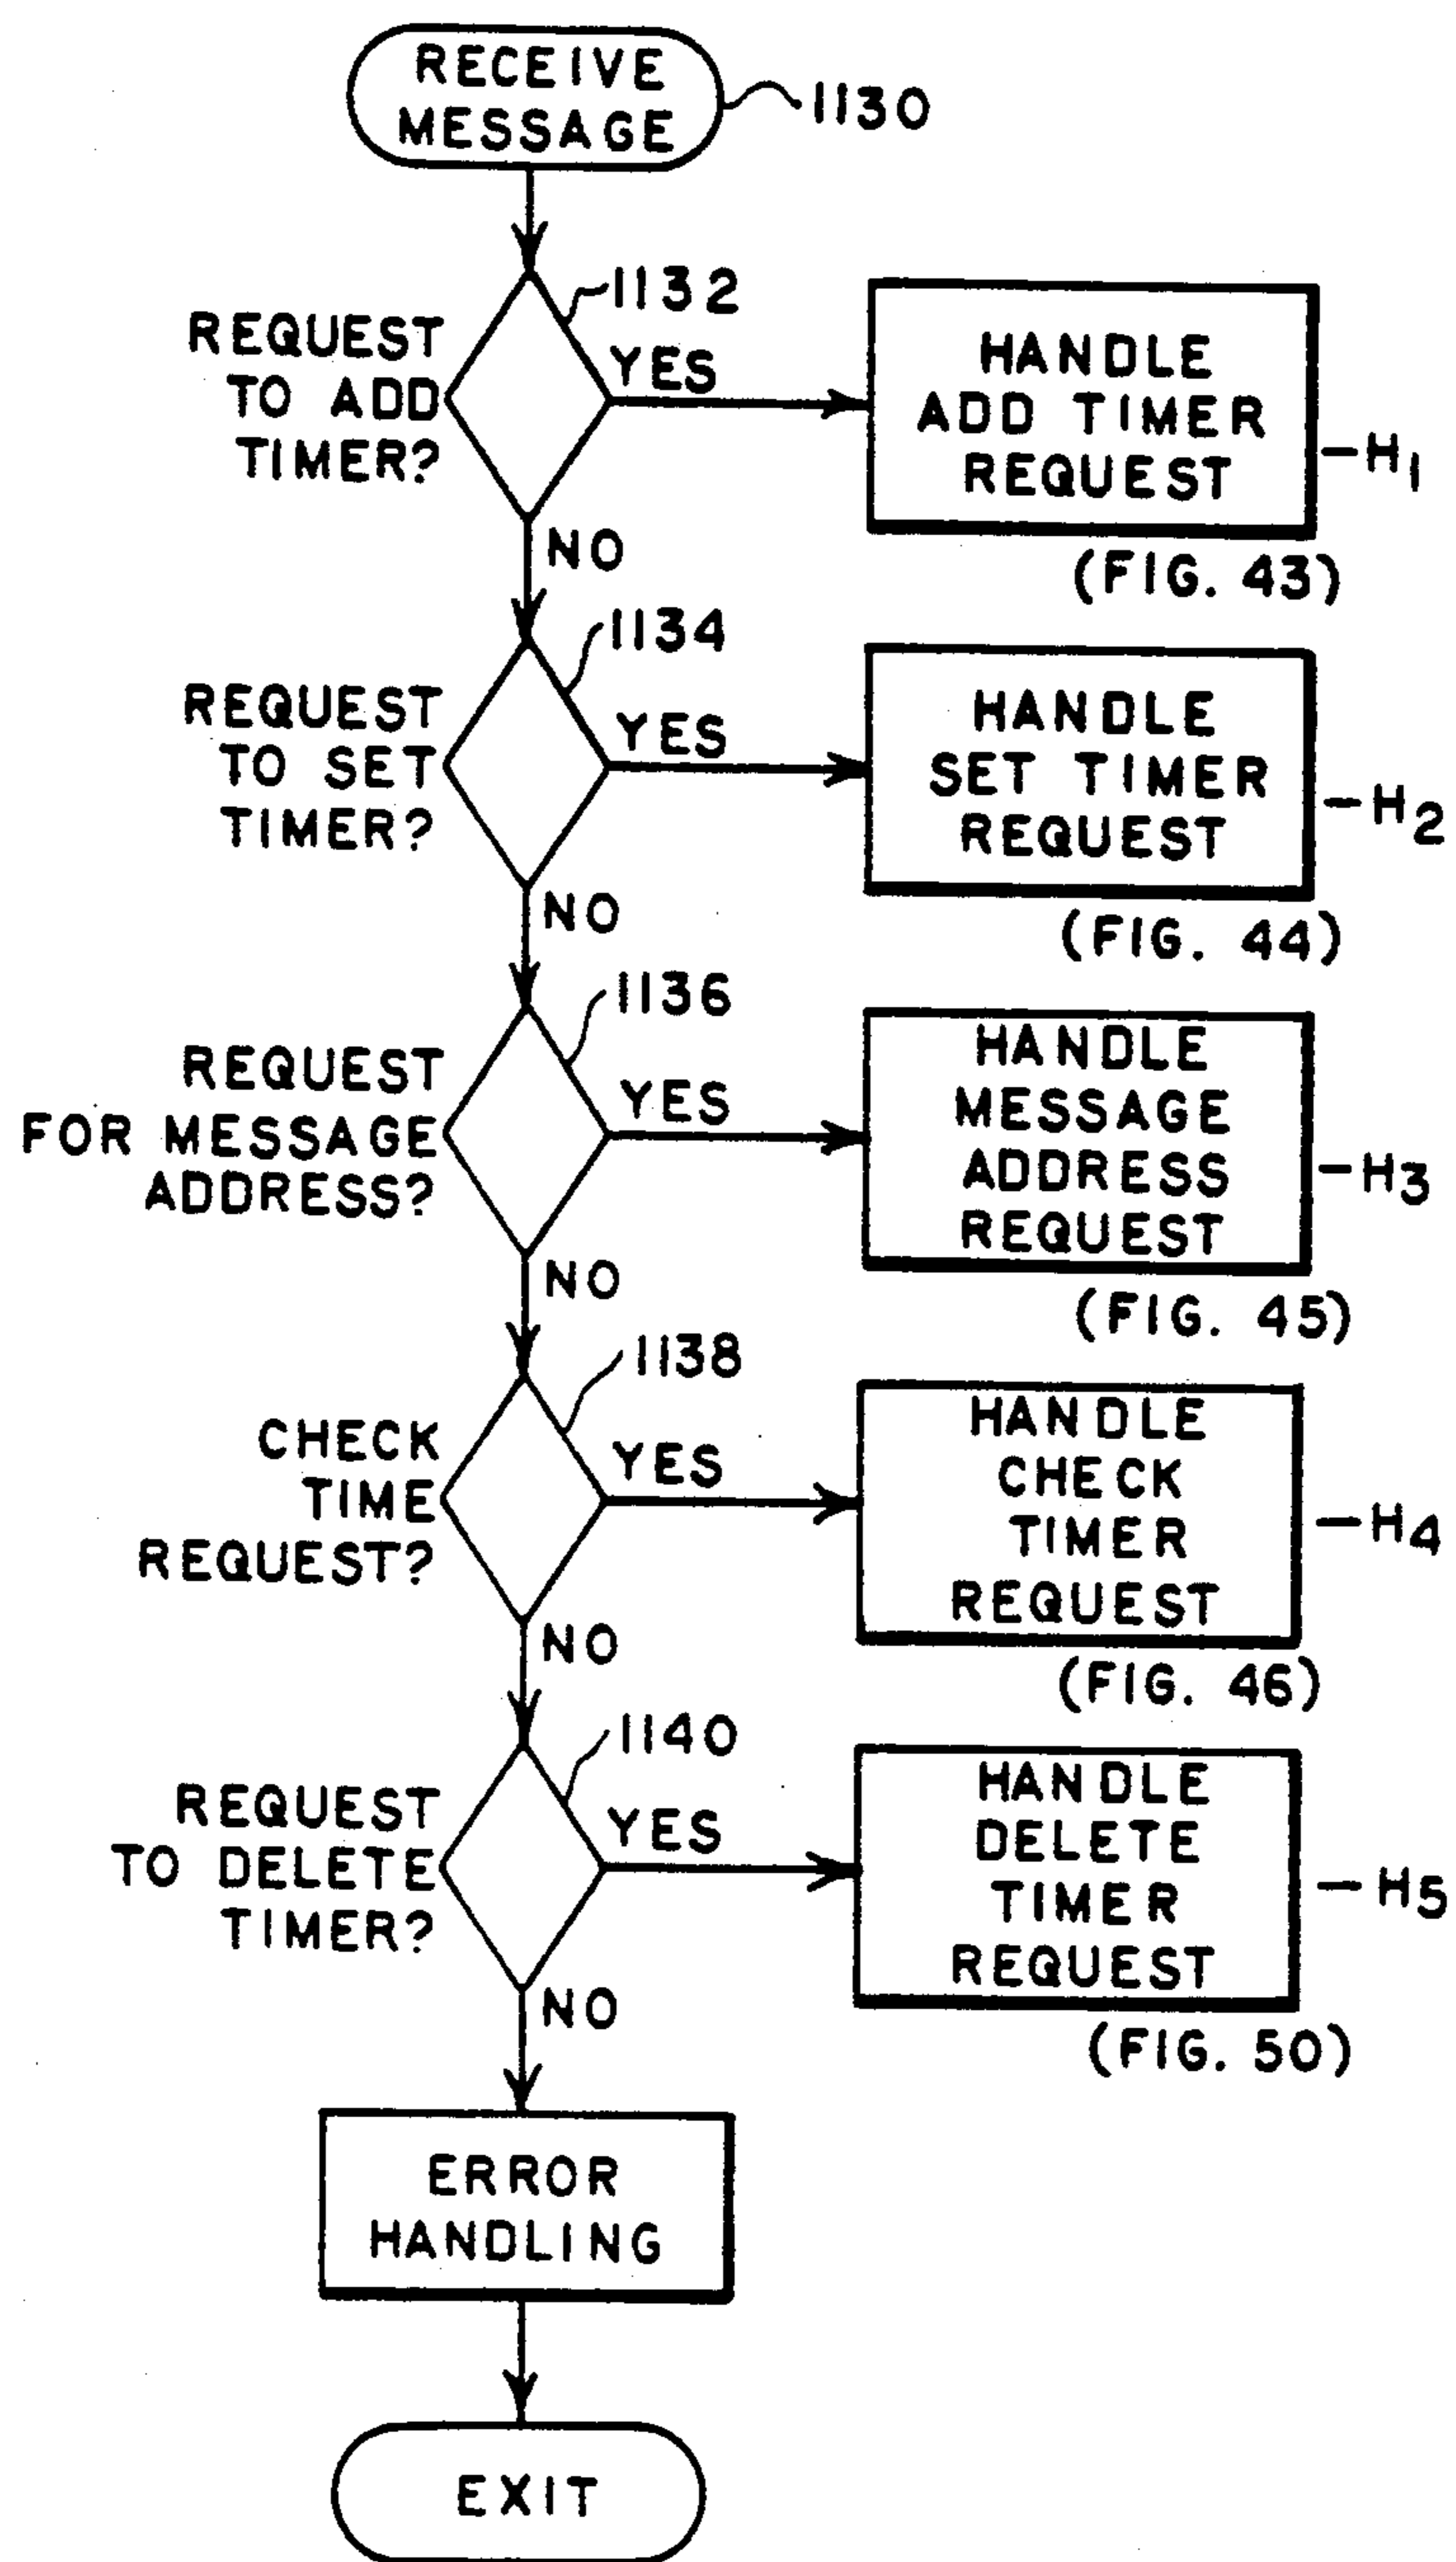 RECEIVE
MESSAGE
1130
1132
REQUEST
TO ADD
TIMER?
YES
HANDLE
ADD TIMER
REQUEST
H1
(FIG. 43)
NO
1134
REQUEST
TO SET
TIMER?
YES
HANDLE
SET TIMER
REQUEST
H2
(FIG. 44)
NO
1136
REQUEST
FOR MESSAGE
ADDRESS?
YES
HANDLE
MESSAGE
ADDRESS
REQUEST
H3
(FIG. 45)
NO
1138
CHECK
TIME
REQUEST?
YES
HANDLE
CHECK
TIMER
REQUEST
H4
(FIG. 46)
NO
1140
REQUEST
TO DELETE
TIMER?
YES
HANDLE
DELETE
TIMER
REQUEST
H5
(FIG. 50)
NO
ERROR
HANDLING
EXIT